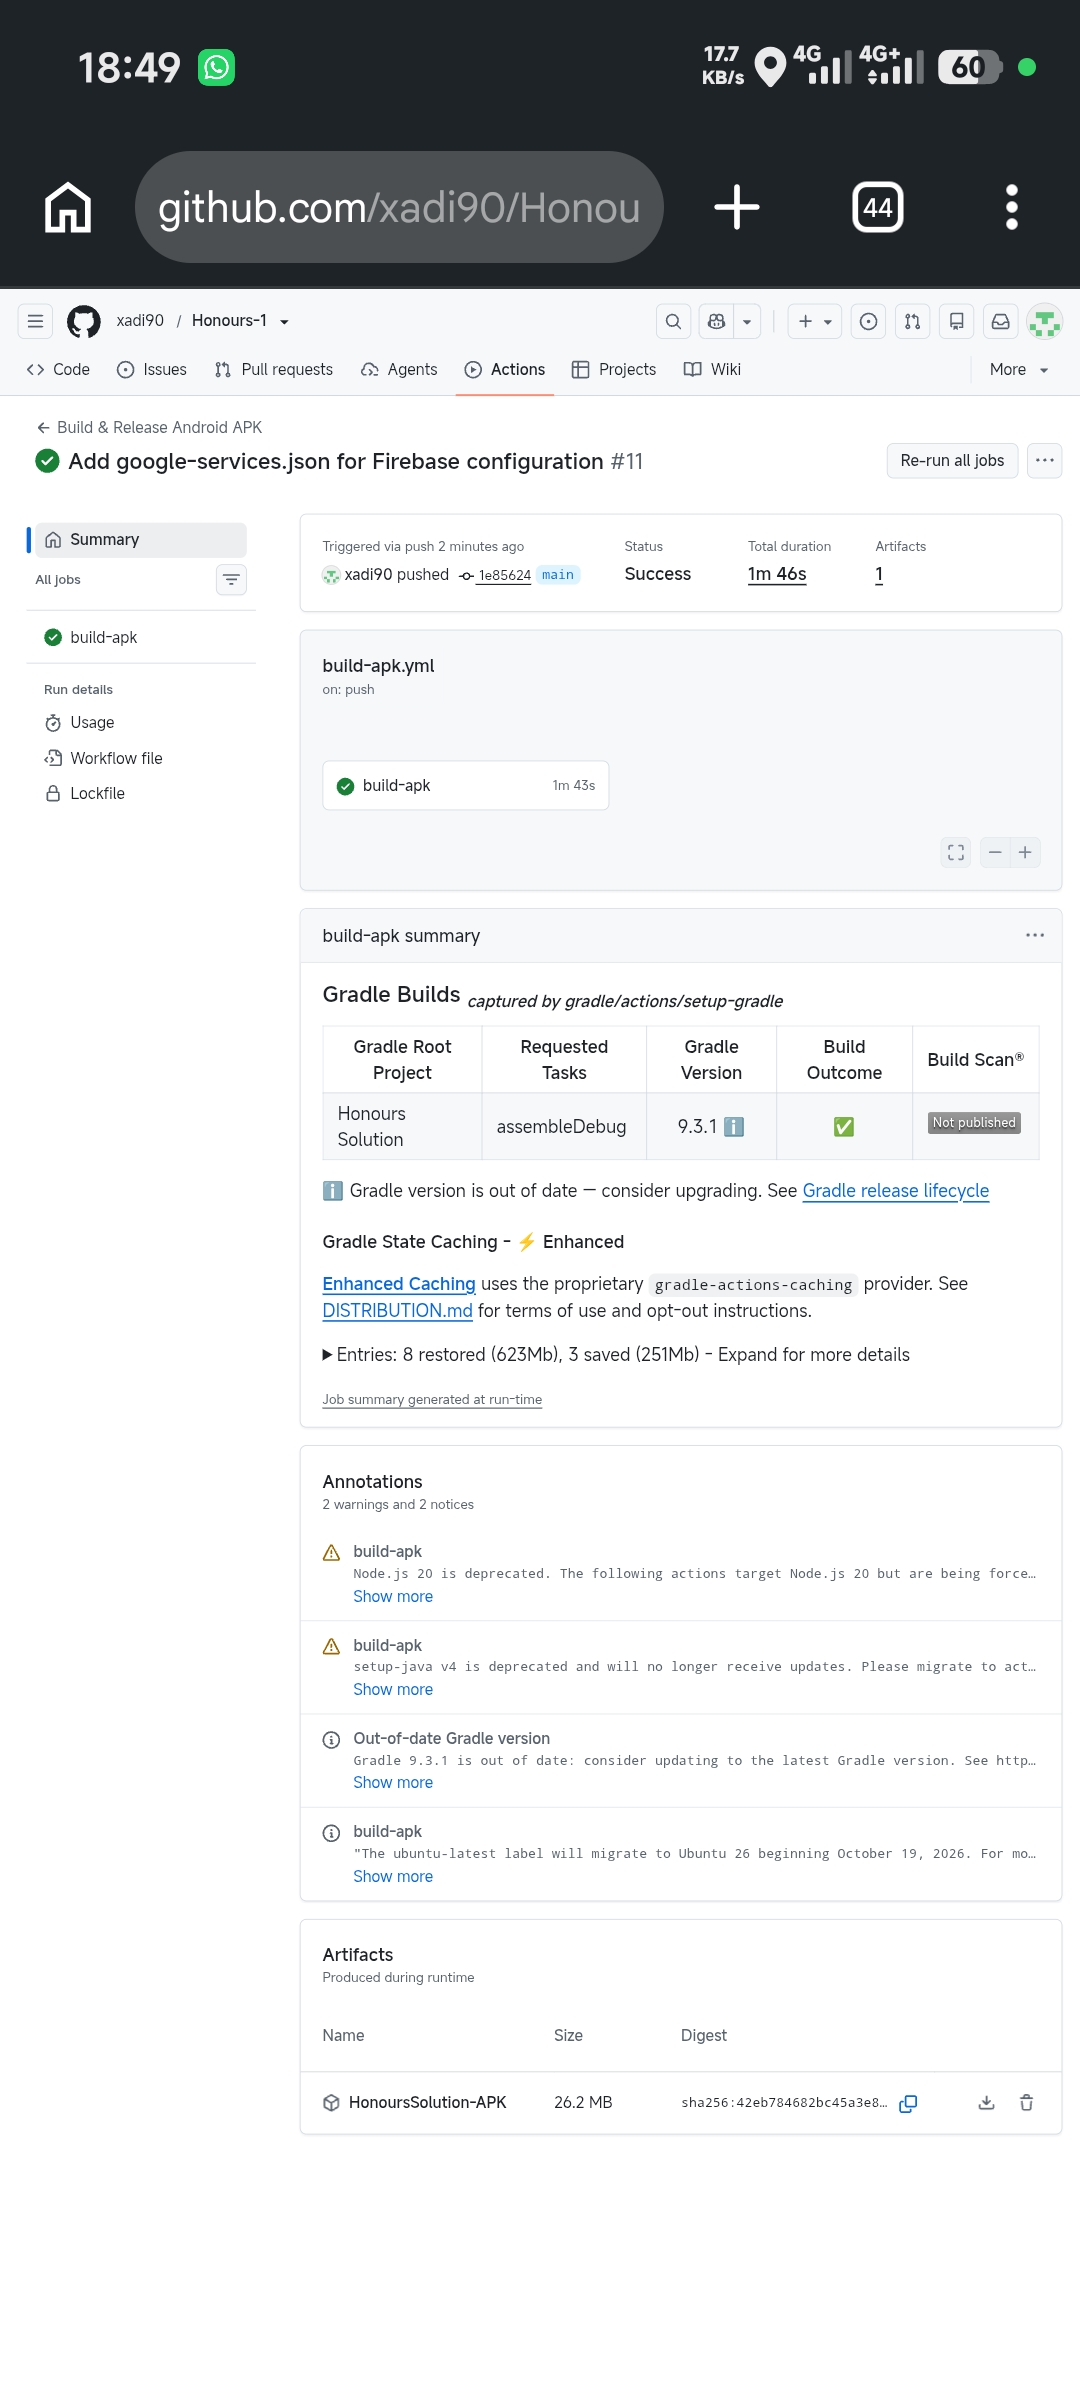 18:49
17.7 KB/s 4G 4G+ 60
github.com/xadi90/Honou
44
xadi90 / Honours-1
Code Issues Pull requests Agents Actions Projects Wiki More
Build & Release Android APK
Add google-services.json for Firebase configuration #11
Re-run all jobs
Summary
All jobs
build-apk
Run details
Usage
Workflow file
Lockfile
Triggered via push 2 minutes ago
xadi90 pushed 1e85624 main
Status
Success
Total duration
1m 46s
Artifacts
1
build-apk.yml
on: push
build-apk 1m 43s
build-apk summary
Gradle Builds captured by gradle/actions/setup-gradle
Gradle Root Project Requested Tasks Gradle Version Build Outcome Build Scan®
Honours Solution assembleDebug 9.3.1 ℹ️ ✅ Not published
ℹ️ Gradle version is out of date — consider upgrading. See Gradle release lifecycle
Gradle State Caching - ⚡ Enhanced
Enhanced Caching uses the proprietary gradle-actions-caching provider. See
DISTRIBUTION.md for terms of use and opt-out instructions.
Entries: 8 restored (623Mb), 3 saved (251Mb) - Expand for more details
Job summary generated at run-time
Annotations
2 warnings and 2 notices
build-apk
Node.js 20 is deprecated. The following actions target Node.js 20 but are being force…
Show more
build-apk
setup-java v4 is deprecated and will no longer receive updates. Please migrate to act…
Show more
Out-of-date Gradle version
Gradle 9.3.1 is out of date: consider updating to the latest Gradle version. See http…
Show more
build-apk
"The ubuntu-latest label will migrate to Ubuntu 26 beginning October 19, 2026. For mo…
Show more
Artifacts
Produced during runtime
Name Size Digest
HonoursSolution-APK 26.2 MB sha256:42eb784682bc45a3e8…